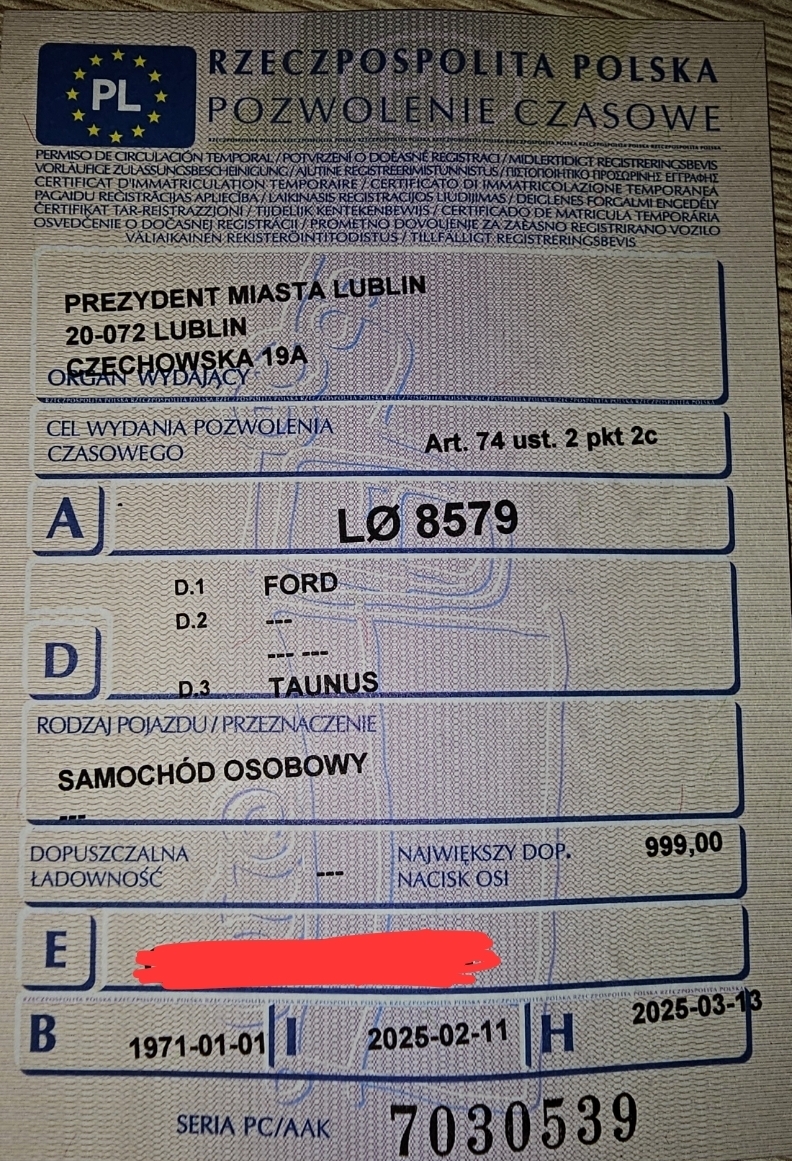 PL
RZECZPOSPOLITA POLSKA
POZWOLENIE CZASOWE
PERMISO DE CIRCULACIÓN TEMPORAL / POTVRZENÍ O DOČASNÉ REGISTRACI / MIDLERTIDIGT REGISTRERINGSBEVIS
VORLÄUFIGE ZULASSUNGSBESCHEINIGUNG / AJUTINE REGISTREERIMISTUNNISTUS / ΠΙΣΤΟΠΟΙΗΤΙΚΟ ΠΡΟΣΩΡΙΝΗΣ ΕΓΓΡΑΦΗΣ
CERTIFICAT D'IMMATRICULATION TEMPORAIRE / CERTIFICATO DI IMMATRICOLAZIONE TEMPORANEA
PAGAIDU REĢISTRĀCIJAS APLIECĪBA / LAIKINASIS REGISTRACIJOS LIUDIJIMAS / DEIGLENES FORGALMI ENGEDÉLY
ĊERTIFIKAT TAR-REĠISTRAZZJONI / TIJDELIJK KENTEKENBEWIJS / CERTIFICADO DE MATRICULA TEMPORÁRIA
OSVEDČENIE O DOČASNEJ REGISTRÁCII / PROMETNO DOVOLJENJE ZA ZAČASNO REGISTRIRANO VOZILO
VÄLIAIKAINEN REKISTERÖINTITODISTUS / TILLFÄLLIGT REGISTRERINGSBEVIS
PREZYDENT MIASTA LUBLIN
20-072 LUBLIN
CZECHOWSKA 19A
ORGAN WYDAJĄCY
CEL WYDANIA POZWOLENIA
CZASOWEGO
Art. 74 ust. 2 pkt 2c
A
LØ 8579
D.1 FORD
D.2 ---
--- ---
D
D.3 TAUNUS
RODZAJ POJAZDU / PRZEZNACZENIE
SAMOCHÓD OSOBOWY
---
DOPUSZCZALNA
ŁADOWNOŚĆ
---
NAJWIĘKSZY DOP.
NACISK OSI
999,00
E
B 1971-01-01 I 2025-02-11 H 2025-03-13
SERIA PC/AAK 7030539